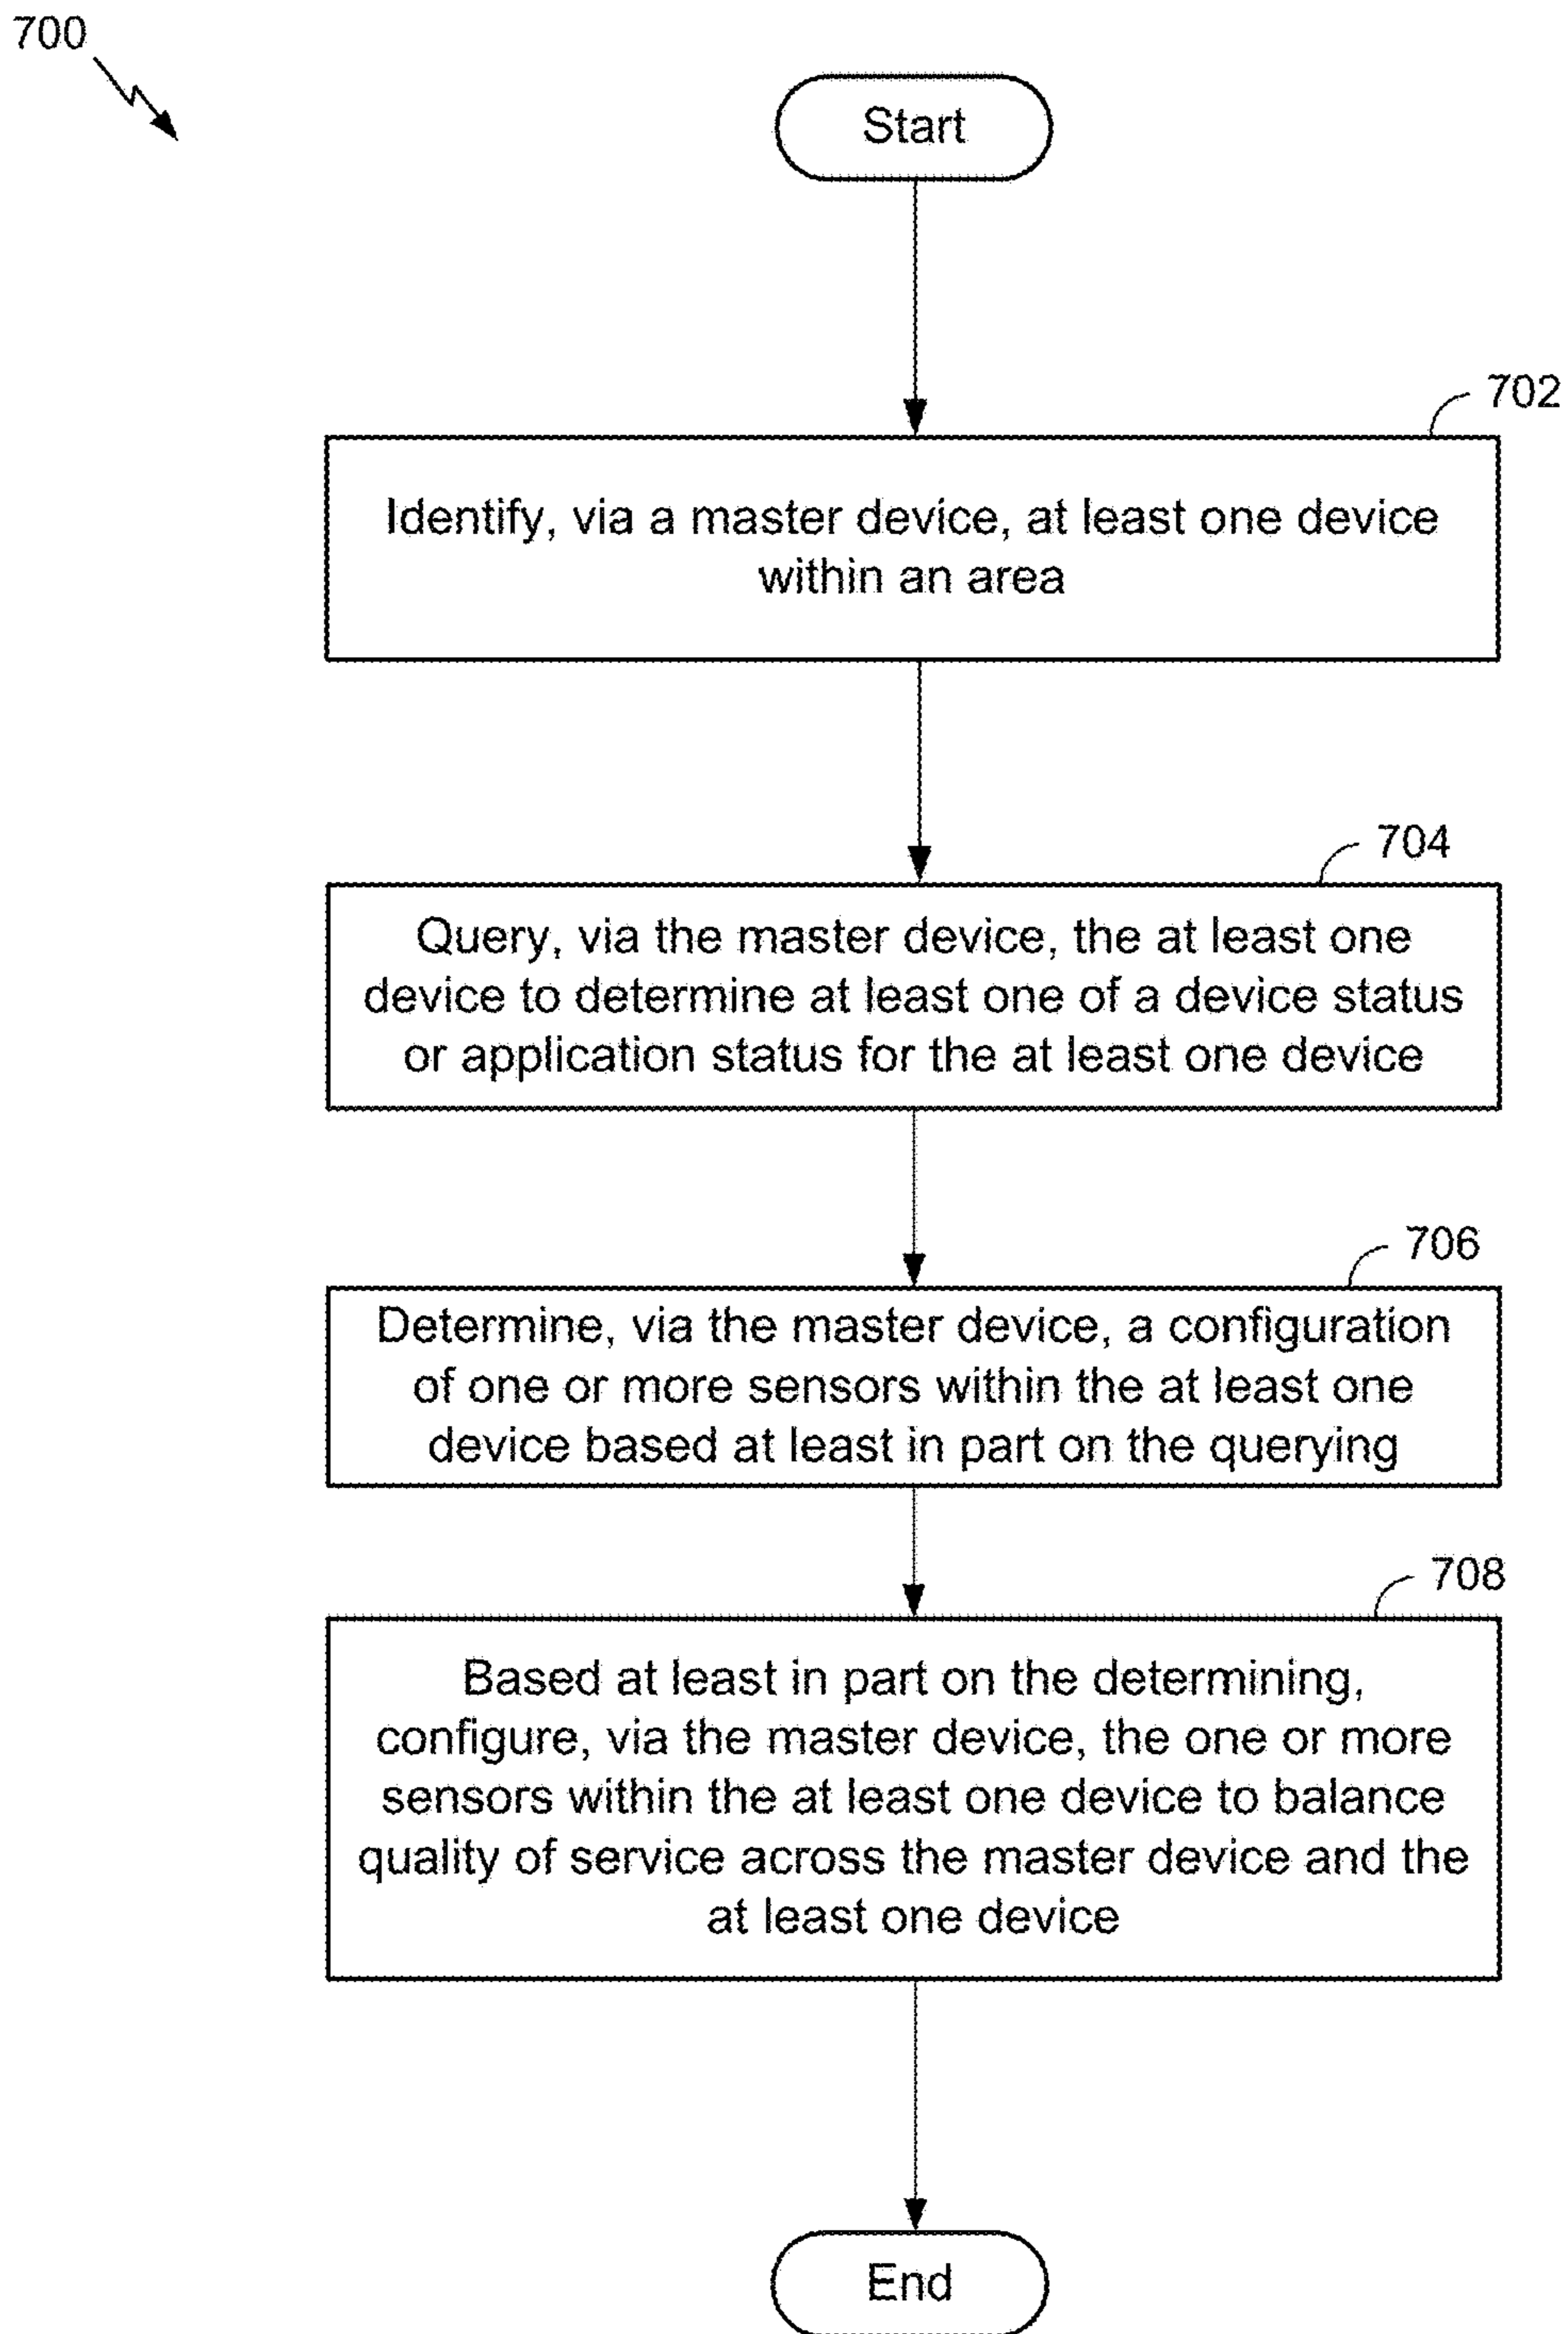 700
Start
702
Identify, via a master device, at least one device
within an area
704
Query, via the master device, the at least one
device to determine at least one of a device status
or application status for the at least one device
706
Determine, via the master device, a configuration
of one or more sensors within the at least one
device based at least in part on the querying
708
Based at least in part on the determining,
configure, via the master device, the one or more
sensors within the at least one device to balance
quality of service across the master device and the
at least one device
End